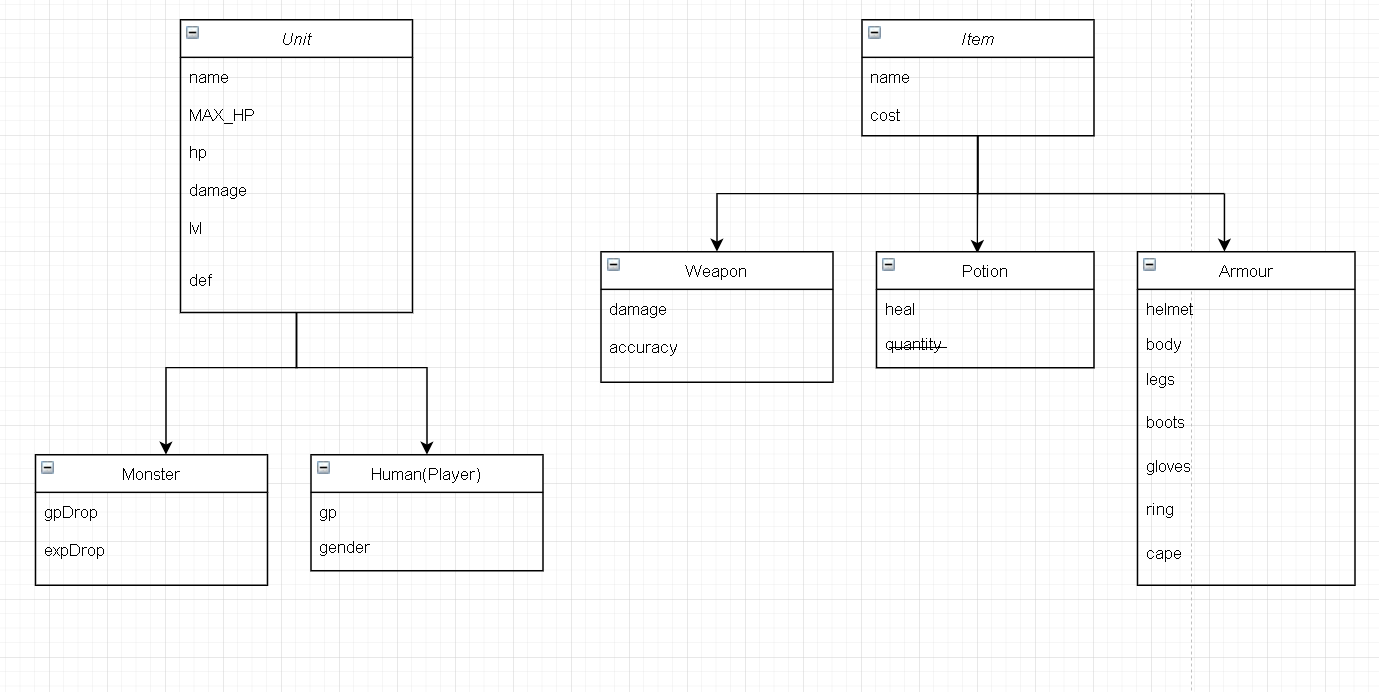 Unit
name
MAX_HP
hp
damage
lvl
def
Monster
gpDrop
expDrop
Human(Player)
gp
gender
Item
name
cost
Weapon
damage
accuracy
Potion
heal
quantity
Armour
helmet
body
legs
boots
gloves
ring
cape